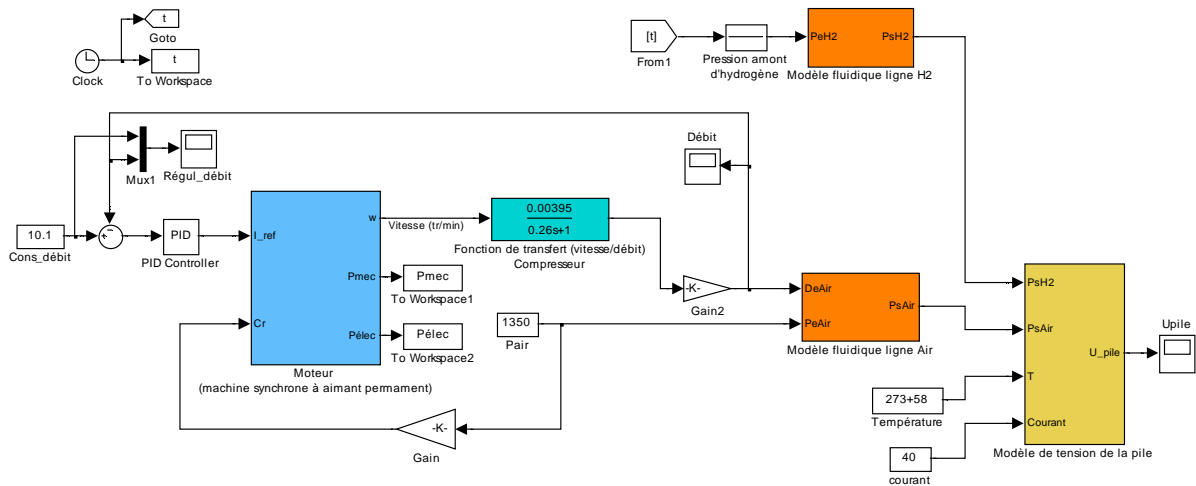 t
Goto
Clock
t
To Workspace
[t]
From1
Pression amont
d'hydrogène
PeH2
PsH2
Modèle fluidique ligne H2
Mux1
Régul_débit
Débit
10.1
Cons_débit
PID
PID Controller
I_ref
w
Pmec
Cr
Pélec
Moteur
(machine synchrone à aimant permament)
Vitesse (tr/min)
Pmec
To Workspace1
Pélec
To Workspace2
0.00395
0.26s+1
Fonction de transfert (vitesse/débit)
Compresseur
-K-
Gain2
1350
Pair
DeAir
PsAir
PeAir
Modèle fluidique ligne Air
-K-
Gain
273+58
Température
40
courant
PsH2
PsAir
U_pile
T
Courant
Modèle de tension de la pile
Upile